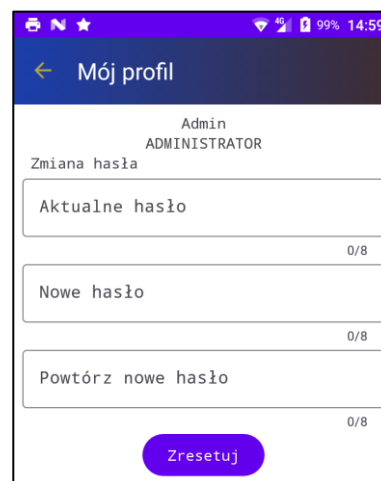 4G 99% 14:59
Mój profil
Admin
ADMINISTRATOR
Zmiana hasła
Aktualne hasło
0/8
Nowe hasło
0/8
Powtórz nowe hasło
0/8
Zresetuj